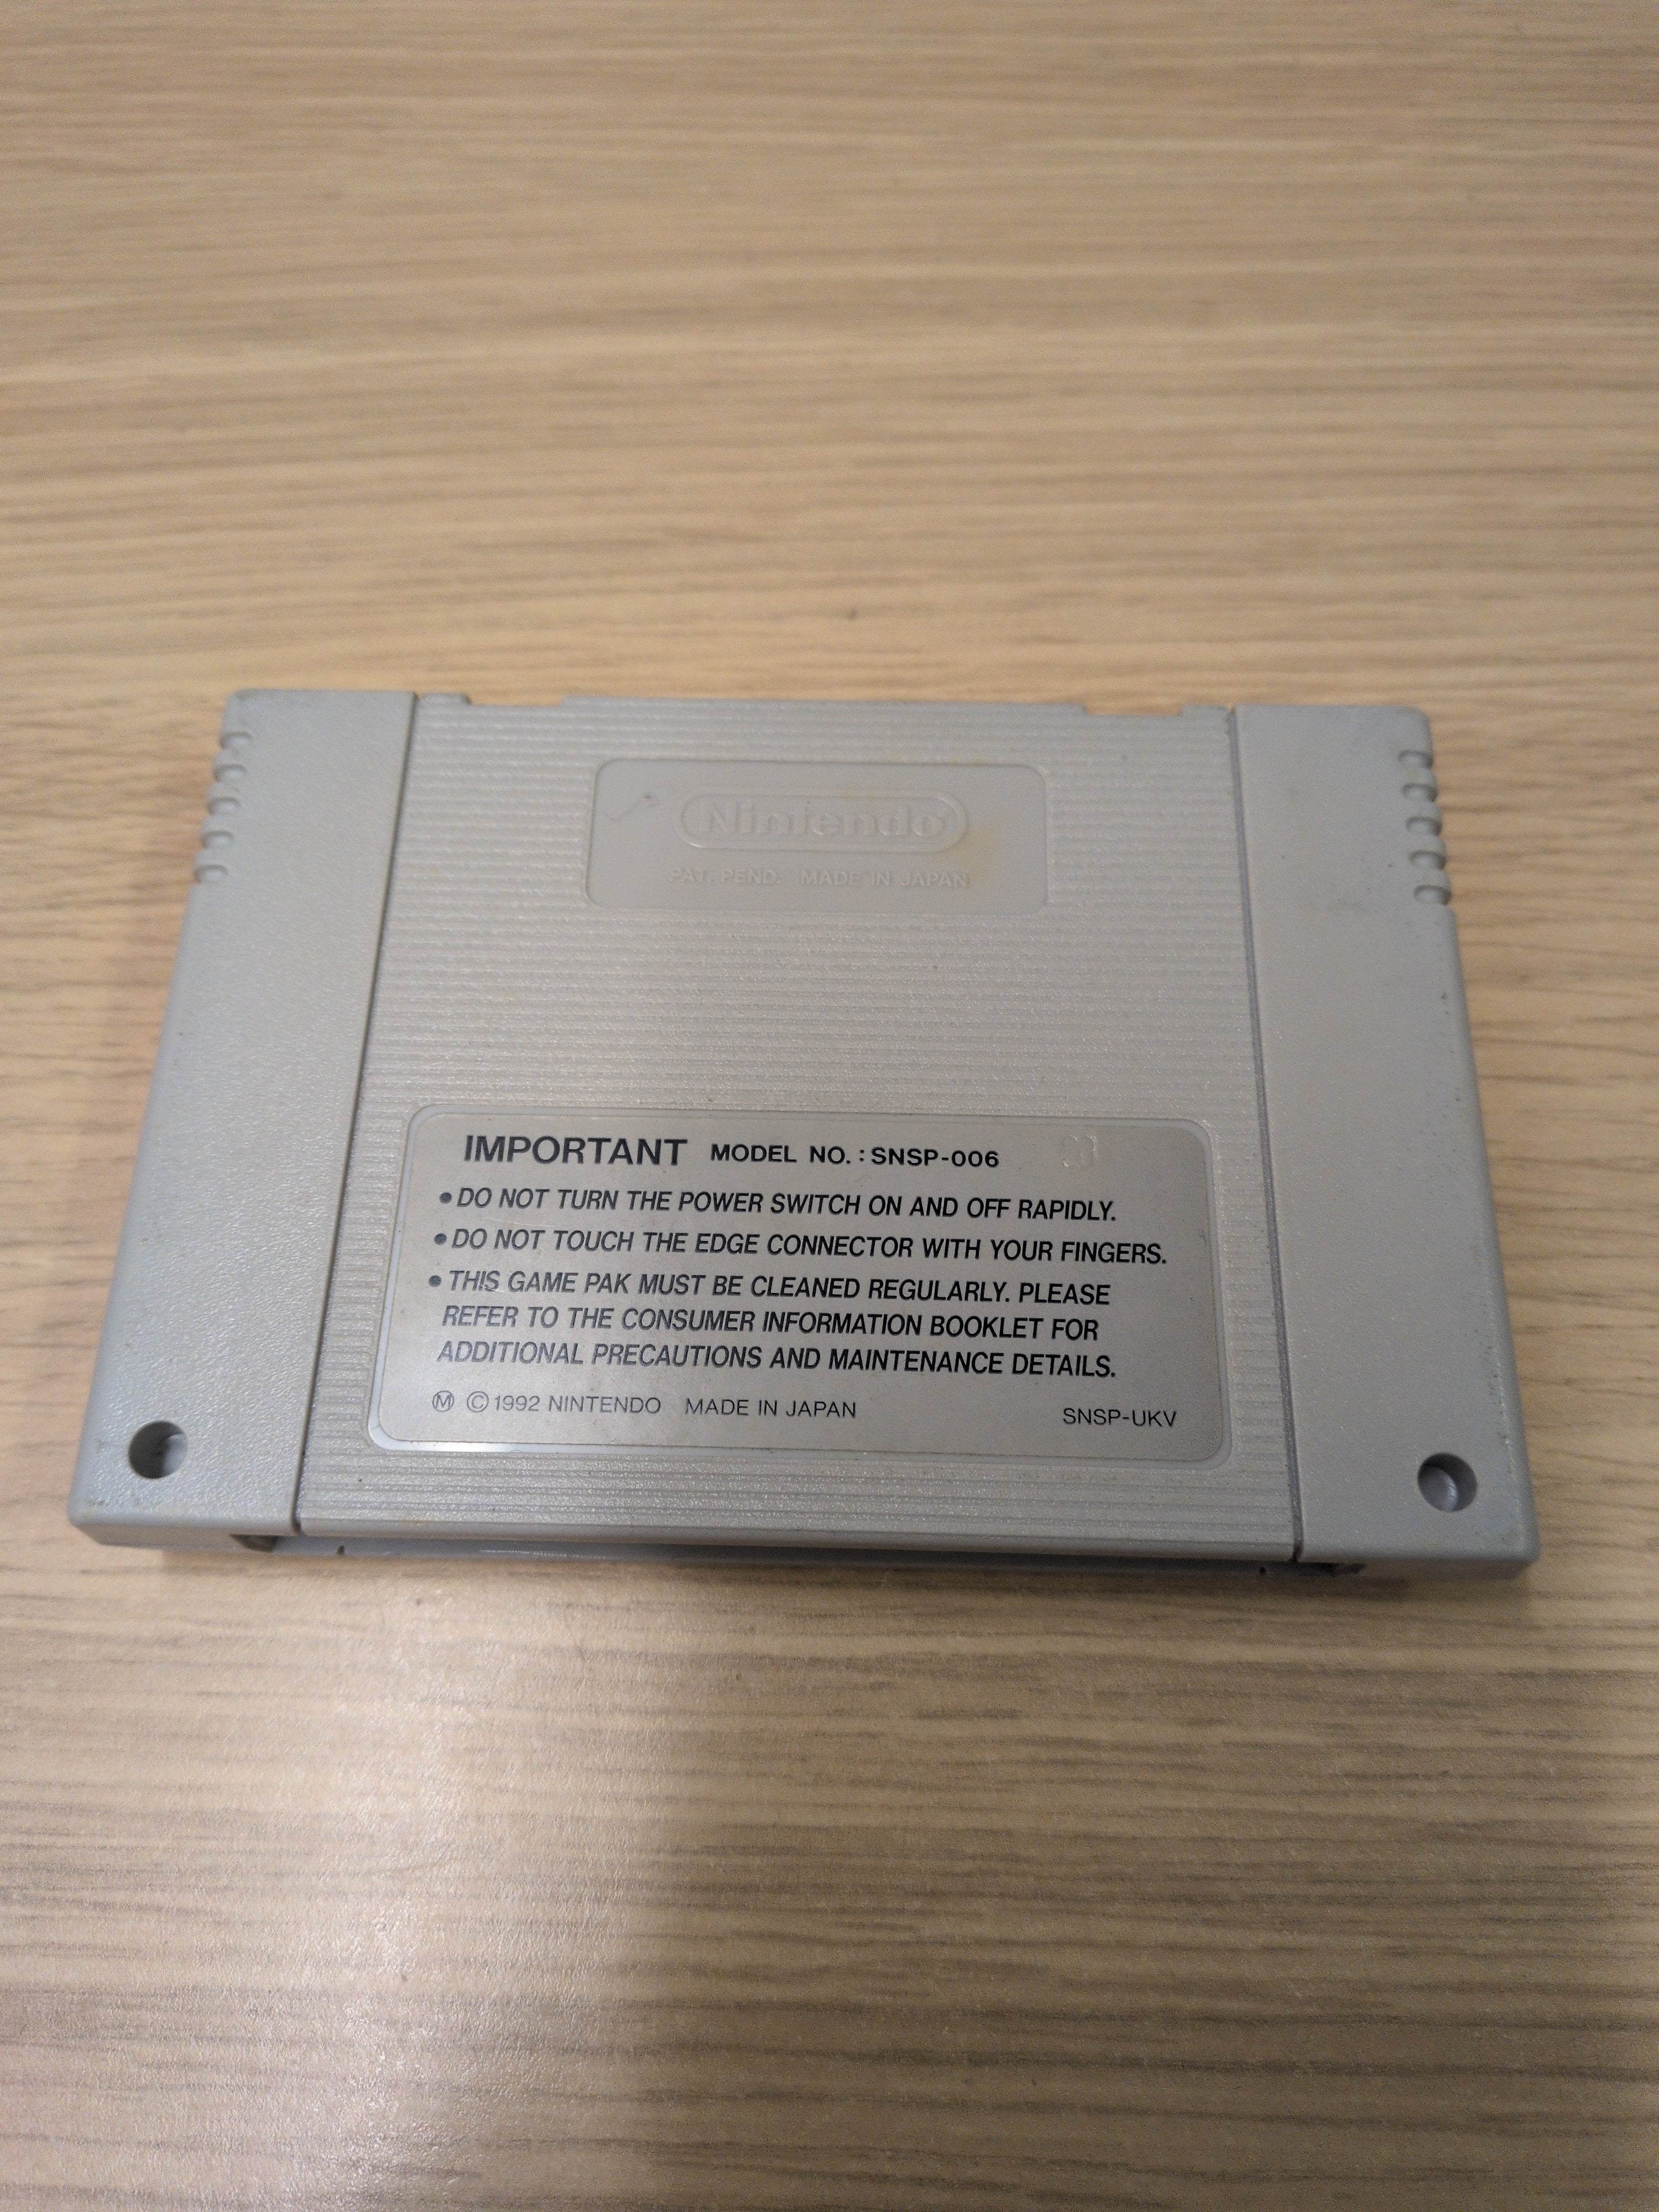 Nintendo
PAT. PEND. MADE IN JAPAN
IMPORTANT MODEL NO. : SNSP-006
•DO NOT TURN THE POWER SWITCH ON AND OFF RAPIDLY.
•DO NOT TOUCH THE EDGE CONNECTOR WITH YOUR FINGERS.
•THIS GAME PAK MUST BE CLEANED REGULARLY. PLEASE
REFER TO THE CONSUMER INFORMATION BOOKLET FOR
ADDITIONAL PRECAUTIONS AND MAINTENANCE DETAILS.
Ⓜ ©1992 NINTENDO MADE IN JAPAN SNSP-UKV